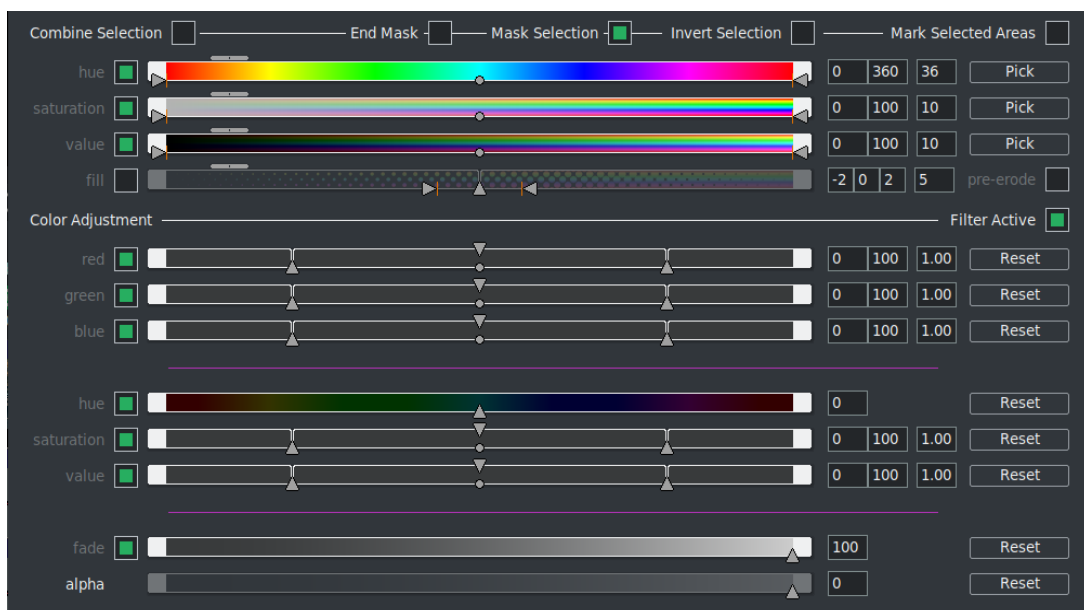 Combine Selection End Mask Mask Selection Invert Selection Mark Selected Areas
hue 0 360 36 Pick
saturation 0 100 10 Pick
value 0 100 10 Pick
fill -2 0 2 5 pre-erode
Color Adjustment Filter Active
red 0 100 1.00 Reset
green 0 100 1.00 Reset
blue 0 100 1.00 Reset
hue 0 Reset
saturation 0 100 1.00 Reset
value 0 100 1.00 Reset
fade 100 Reset
alpha 0 Reset